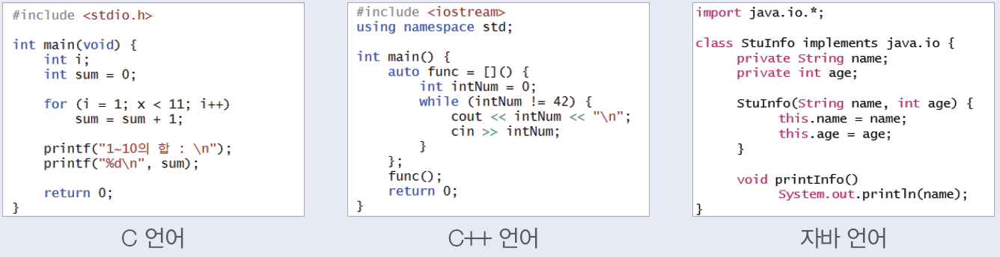 #include <stdio.h>
int main(void) {
int i;
int sum = 0;
for (i = 1; x < 11; i++)
sum = sum + 1;
printf("1~10의 합 : \n");
printf("%d\n", sum);
return 0;
}
C 언어
#include <iostream>
using namespace std;
int main() {
auto func = []() {
int intNum = 0;
while (intNum != 42) {
cout << intNum << "\n";
cin >> intNum;
}
};
func();
return 0;
}
C++ 언어
import java.io.*;
class StuInfo implements java.io {
private String name;
private int age;
StuInfo(String name, int age) {
this.name = name;
this.age = age;
}
void printInfo()
System.out.println(name);
}
자바 언어